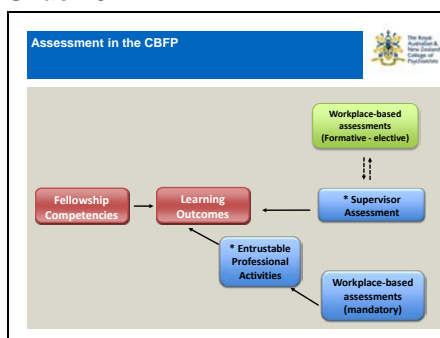 Assessment in the CBFP
The Royal
Australian &
New Zealand
College of
Psychiatrists
Workplace-based
assessments
(Formative - elective)
Fellowship
Competencies
Learning
Outcomes
* Supervisor
Assessment
* Entrustable
Professional
Activities
Workplace-based
assessments
(mandatory)